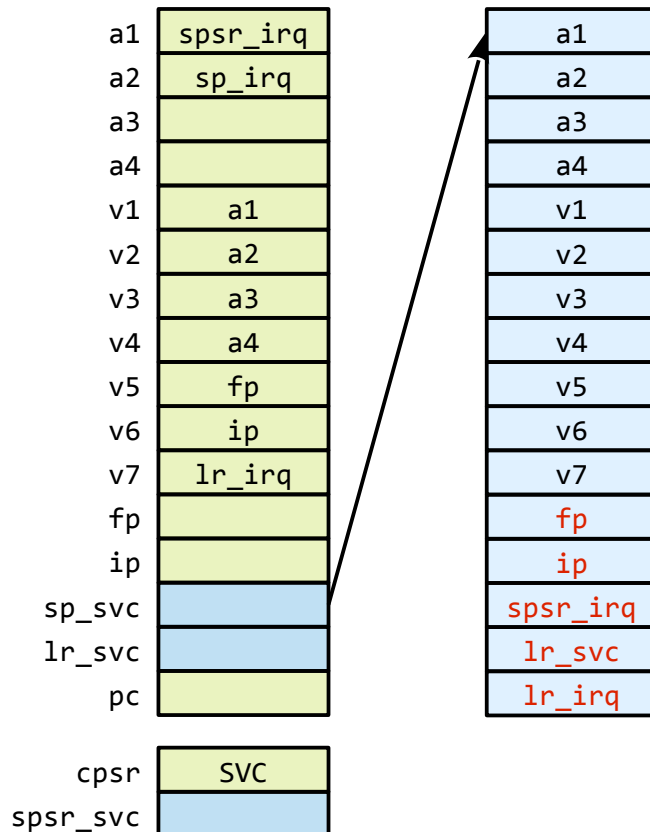 a1 spsr_irq a1
a2 sp_irq a2
a3 a3
a4 a4
v1 a1 v1
v2 a2 v2
v3 a3 v3
v4 a4 v4
v5 fp v5
v6 ip v6
v7 lr_irq v7
fp fp
ip ip
sp_svc spsr_irq
lr_svc lr_svc
pc lr_irq
cpsr SVC
spsr_svc